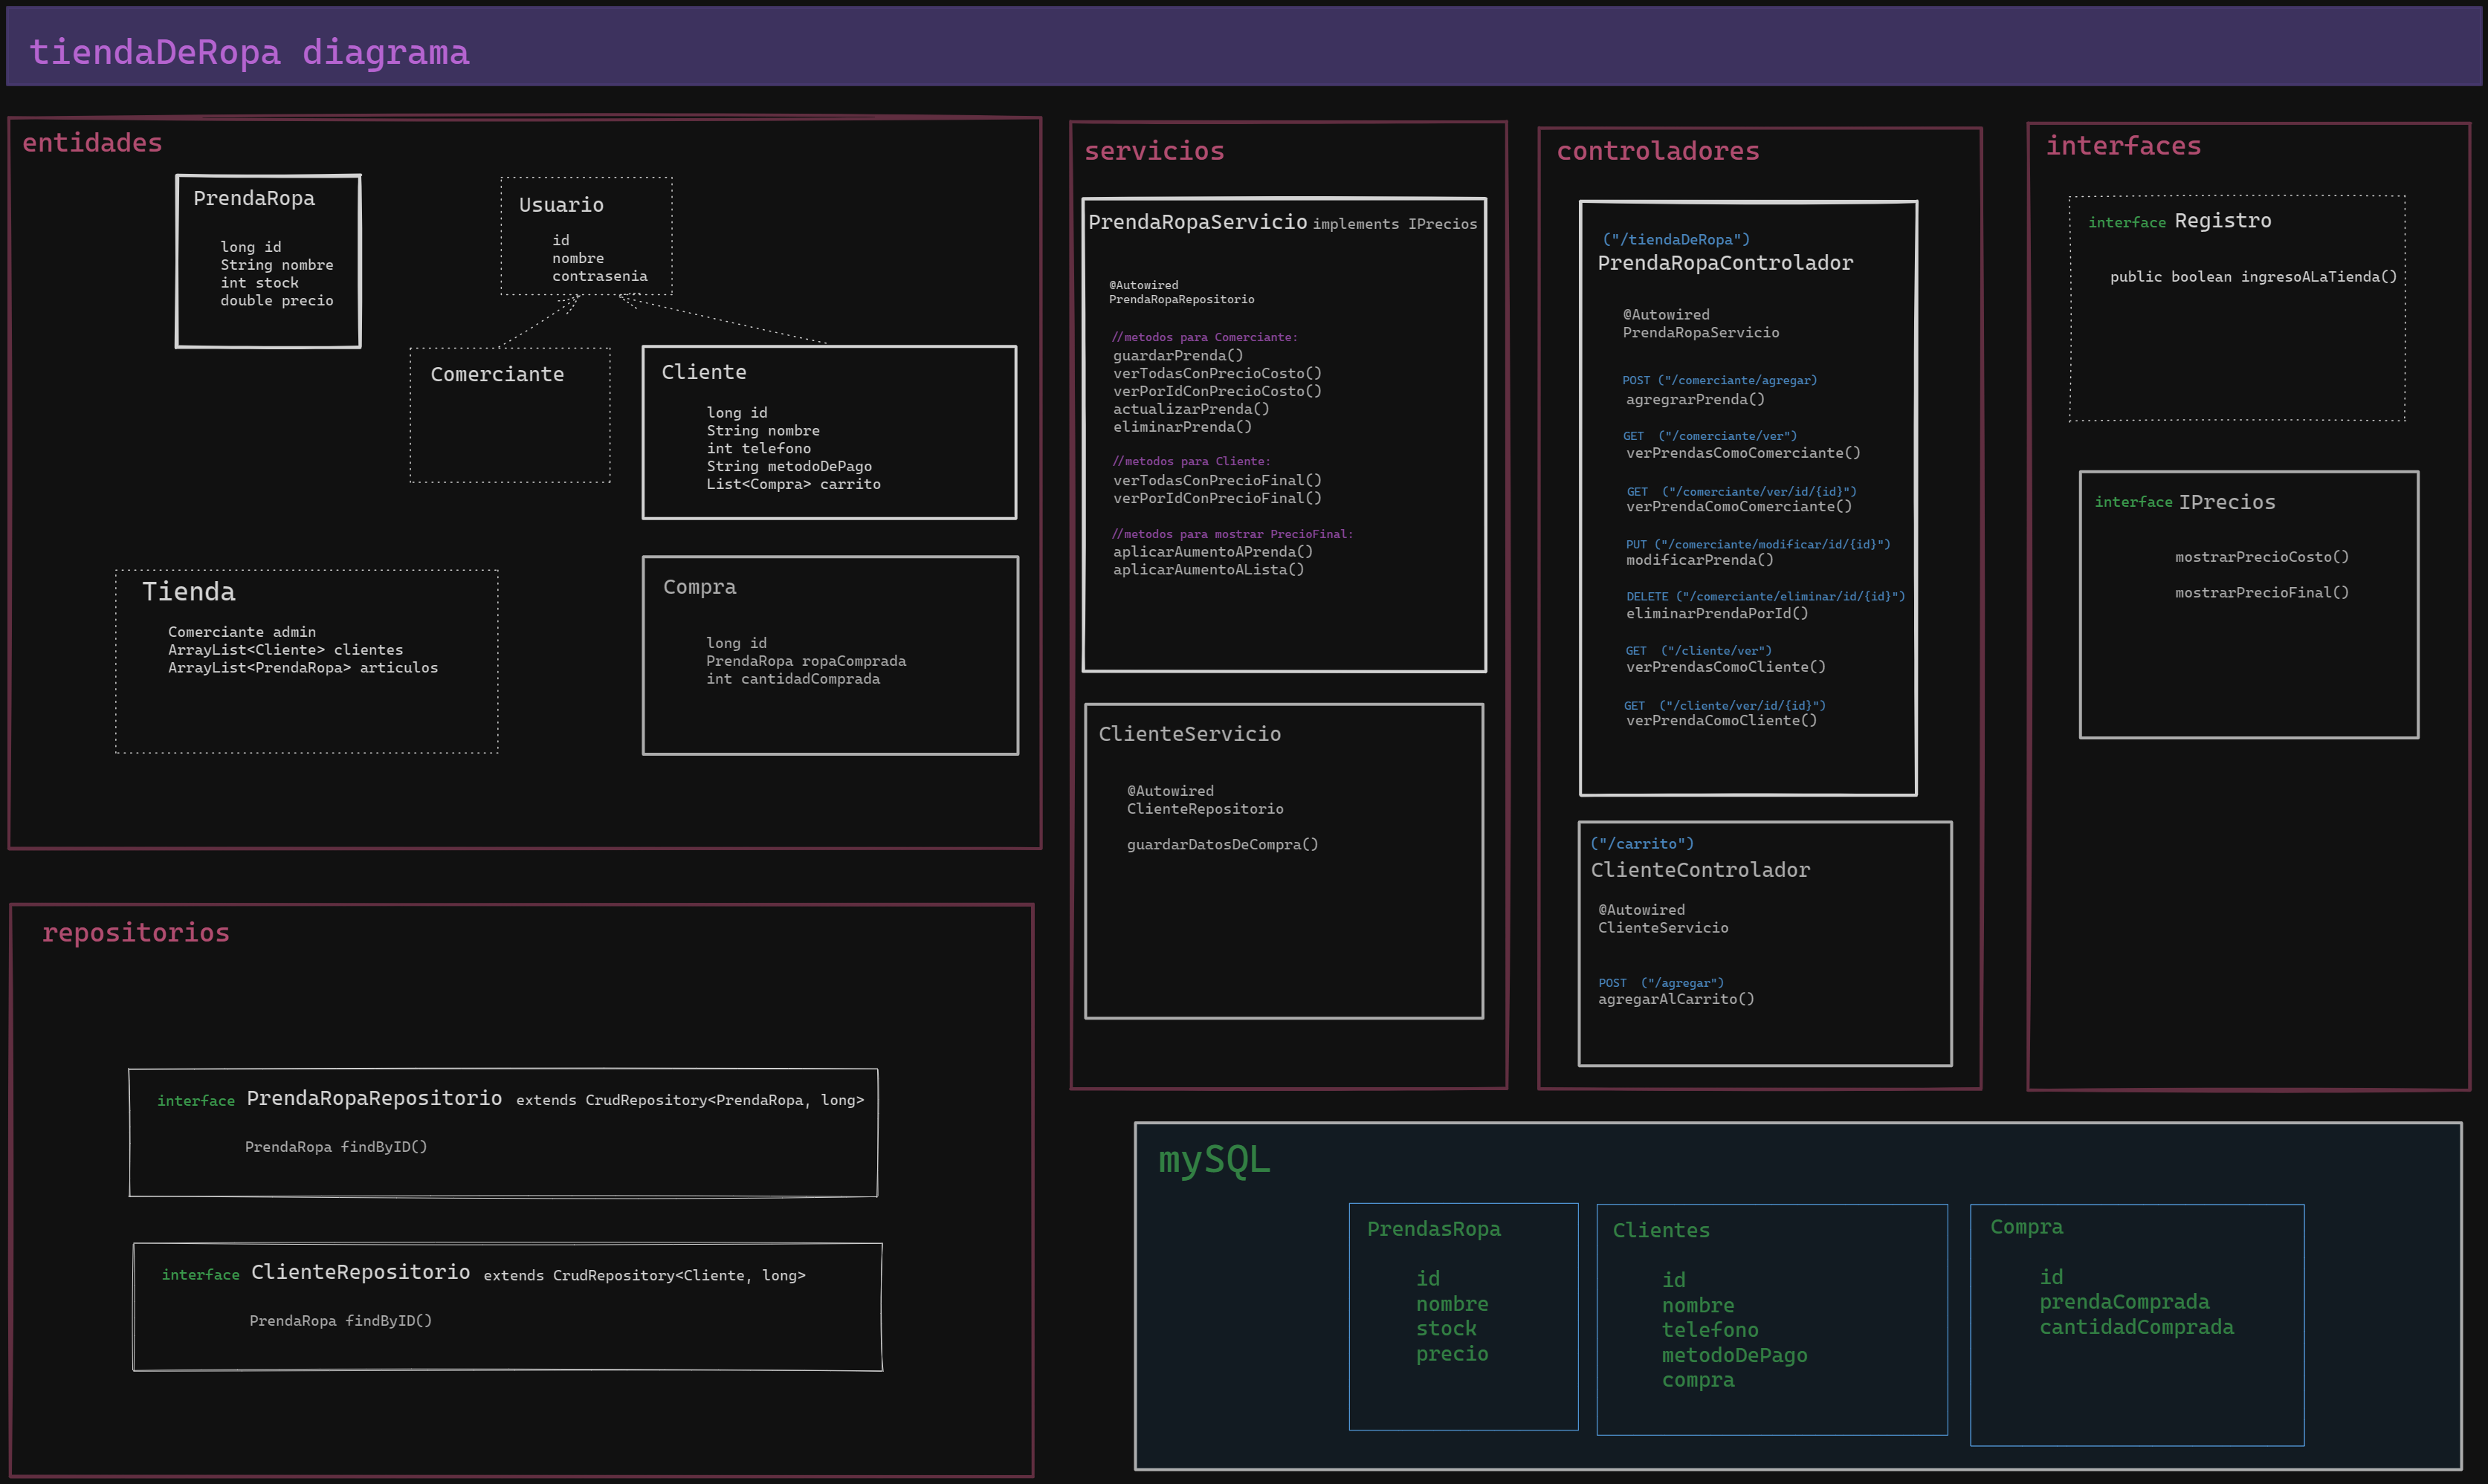 tiendaDeRopa diagrama
entidades
PrendaRopa
long id
String nombre
int stock
double precio
Usuario
id
nombre
contrasenia
Comerciante
Cliente
long id
String nombre
int telefono
String metodoDePago
List<Compra> carrito
Tienda
Comerciante admin
ArrayList<Cliente> clientes
ArrayList<PrendaRopa> articulos
Compra
long id
PrendaRopa ropaComprada
int cantidadComprada
repositorios
interface PrendaRopaRepositorio extends CrudRepository<PrendaRopa, long>
PrendaRopa findByID()
interface ClienteRepositorio extends CrudRepository<Cliente, long>
PrendaRopa findByID()
servicios
PrendaRopaServicio implements IPrecios
@Autowired
PrendaRopaRepositorio
//metodos para Comerciante:
guardarPrenda()
verTodasConPrecioCosto()
verPorIdConPrecioCosto()
actualizarPrenda()
eliminarPrenda()
//metodos para Cliente:
verTodasConPrecioFinal()
verPorIdConPrecioFinal()
//metodos para mostrar PrecioFinal:
aplicarAumentoAPrenda()
aplicarAumentoALista()
ClienteServicio
@Autowired
ClienteRepositorio
guardarDatosDeCompra()
controladores
("/tiendaDeRopa")
PrendaRopaControlador
@Autowired
PrendaRopaServicio
POST ("/comerciante/agregar)
agregrarPrenda()
GET ("/comerciante/ver")
verPrendasComoComerciante()
GET ("/comerciante/ver/id/{id}")
verPrendaComoComerciante()
PUT ("/comerciante/modificar/id/{id}")
modificarPrenda()
DELETE ("/comerciante/eliminar/id/{id}")
eliminarPrendaPorId()
GET ("/cliente/ver")
verPrendasComoCliente()
GET ("/cliente/ver/id/{id}")
verPrendaComoCliente()
("/carrito")
ClienteControlador
@Autowired
ClienteServicio
POST ("/agregar")
agregarAlCarrito()
interfaces
interface Registro
public boolean ingresoALaTienda()
interface IPrecios
mostrarPrecioCosto()
mostrarPrecioFinal()
mySQL
PrendasRopa
id
nombre
stock
precio
Clientes
id
nombre
telefono
metodoDePago
compra
Compra
id
prendaComprada
cantidadComprada